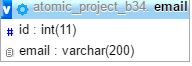 v atomic_project_b34. email
# id : int(11)
email : varchar(200)